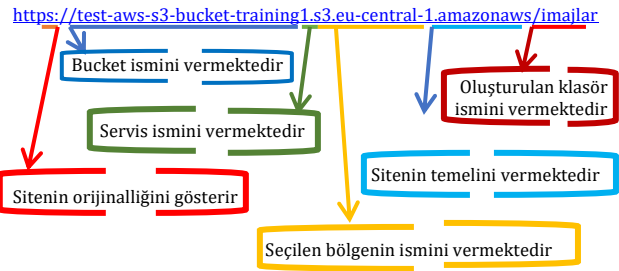 https://test-aws-s3-bucket-training1.s3.eu-central-1.amazonaws/imajlar
Bucket ismini vermektedir
Oluşturulan klasör
ismini vermektedir
Servis ismini vermektedir
Sitenin temelini vermektedir
Sitenin orijinalliğini gösterir
Seçilen bölgenin ismini vermektedir